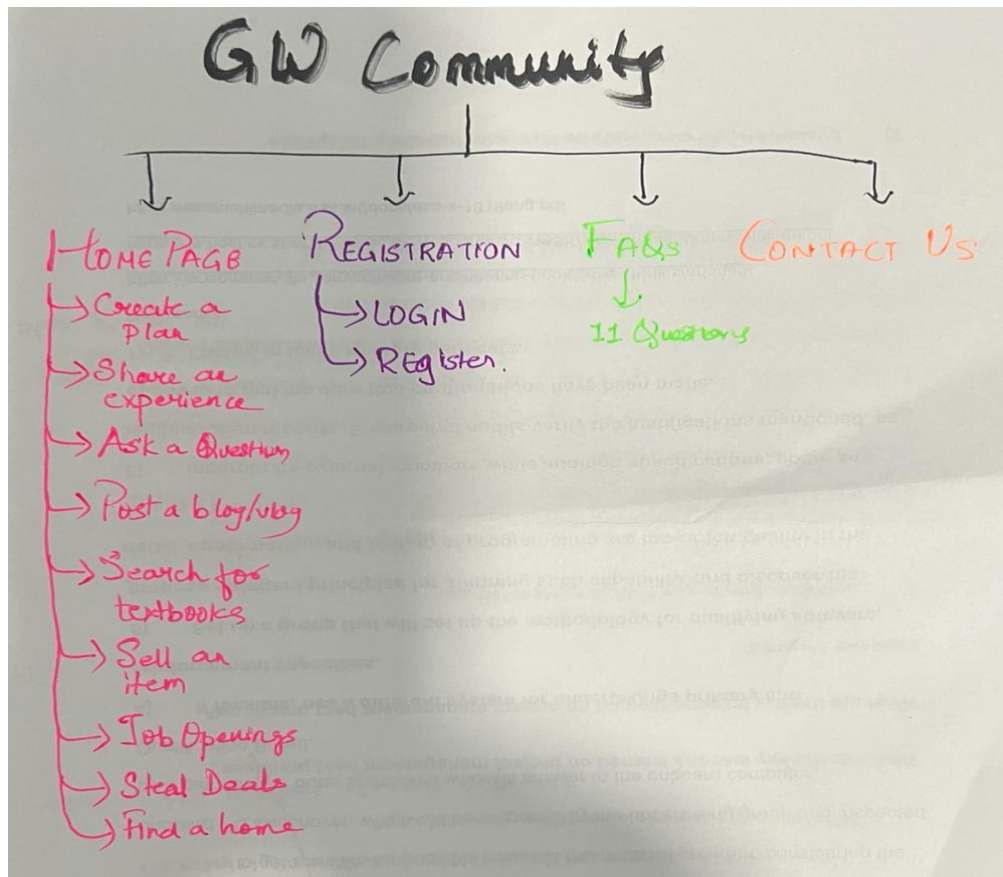 GW Community
HOME PAGE
Create a
plan
Share an
experience
Ask a Question
Post a blog/vlog
Search for
textbooks
Sell an
item
Job Openings
Steal Deals
Find a home
REGISTRATION
LOGIN
REgister.
FAQs
11 Questions
CONTACT US